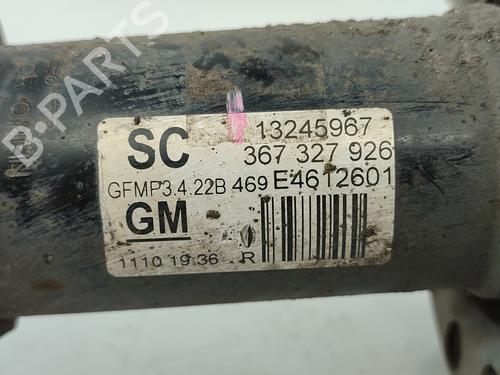 B-PARTS
SC 13245967
367 327 926
GFMP3.4.22B 469 E4612601
GM
1110 19:36 R